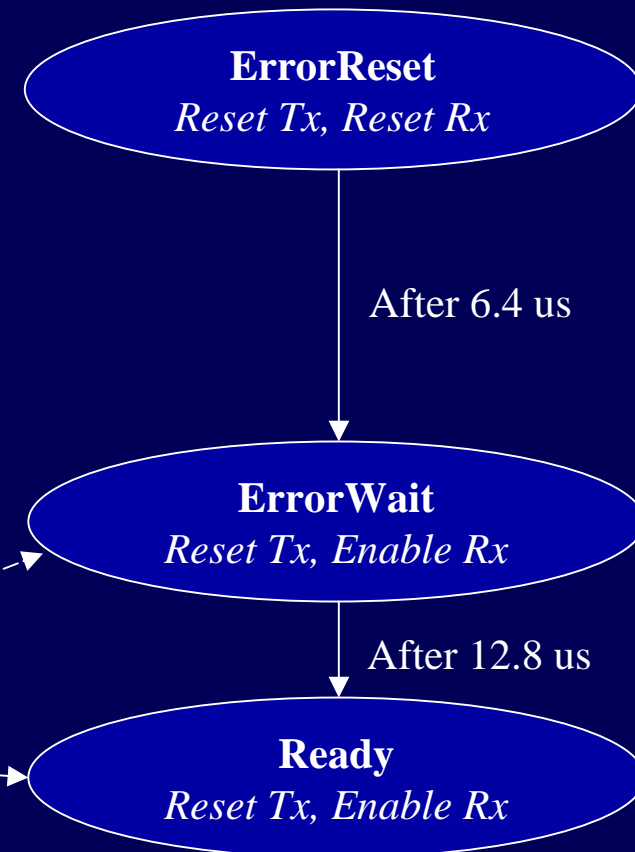 ErrorReset
Reset Tx, Reset Rx
After 6.4 us
ErrorWait
Reset Tx, Enable Rx
After 12.8 us
Ready
Reset Tx, Enable Rx